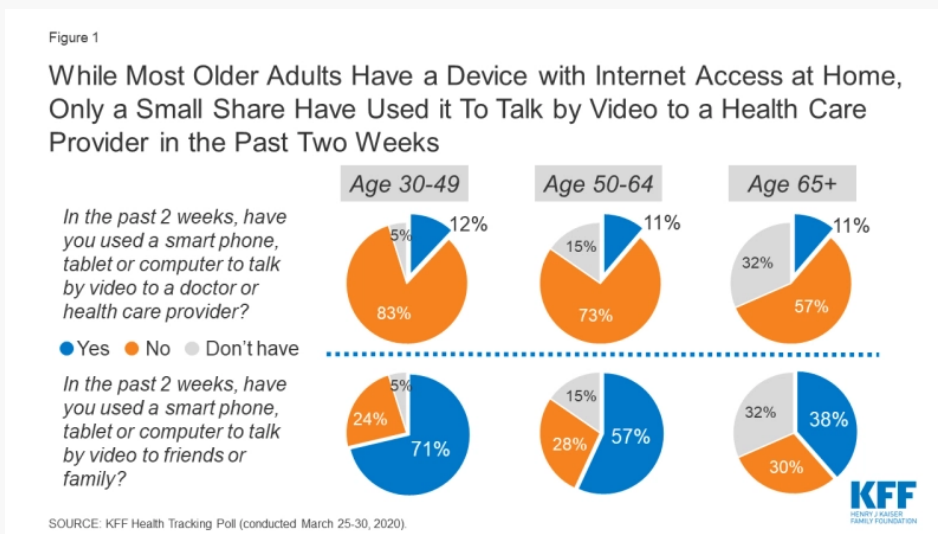 Figure 1
While Most Older Adults Have a Device with Internet Access at Home,
Only a Small Share Have Used it To Talk by Video to a Health Care
Provider in the Past Two Weeks
Age 30-49
Age 50-64
Age 65+
In the past 2 weeks, have
you used a smart phone,
tablet or computer to talk
by video to a doctor or
health care provider?
5%
12%
83%
15%
11%
73%
32%
11%
57%
Yes
No
Don't have
In the past 2 weeks, have
you used a smart phone,
tablet or computer to talk
by video to friends or
family?
5%
24%
71%
15%
28%
57%
32%
38%
30%
KFF
HENRY J KAISER
FAMILY FOUNDATION
SOURCE: KFF Health Tracking Poll (conducted March 25-30, 2020).